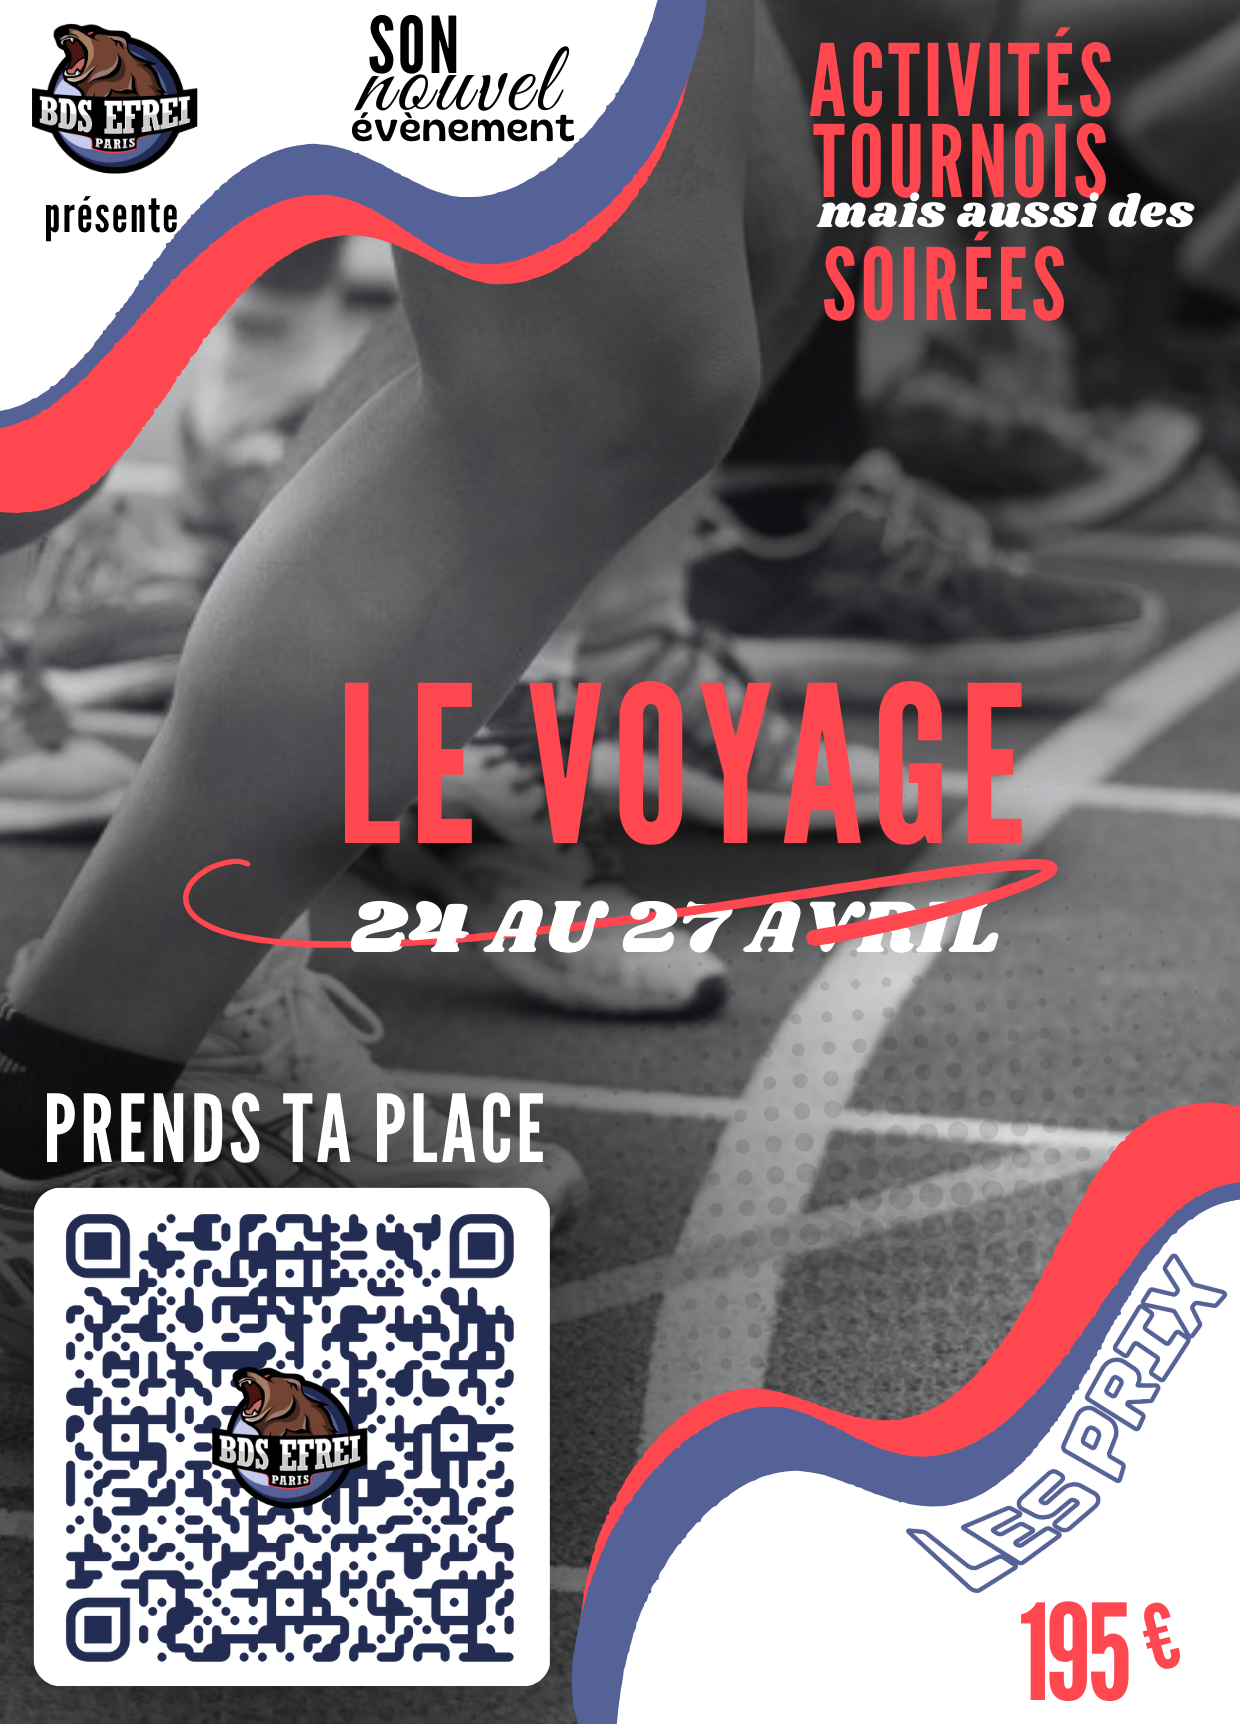 BDS EFREI
PARIS
présente
SON
nouvel
évènement
ACTIVITÉS
TOURNOIS
mais aussi des
SOIRÉES
LE VOYAGE
24 AU 27 AVRIL
PRENDS TA PLACE
BDS EFREI
PARIS
LES PRIX
195 €